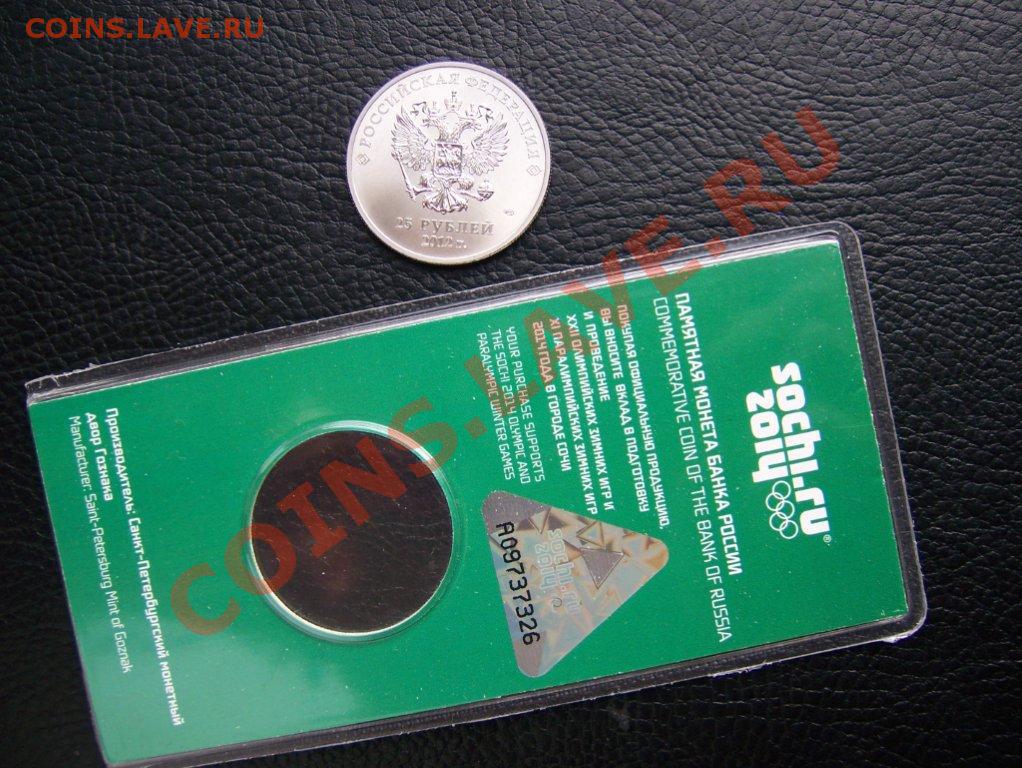 COINS.LAVE.RU
РОССИЙСКАЯ ФЕДЕРАЦИЯ
25 РУБЛЕЙ
2012 г.
sochi.ru
2014
ПАМЯТНАЯ МОНЕТА БАНКА РОССИИ
COMMEMORATIVE COIN OF THE BANK OF RUSSIA
ПОКУПАЯ ОФИЦИАЛЬНУЮ ПРОДУКЦИЮ,
ВЫ ВНОСИТЕ ВКЛАД В ПОДГОТОВКУ
И ПРОВЕДЕНИЕ
XXII ОЛИМПИЙСКИХ ЗИМНИХ ИГР И
XI ПАРАЛИМПИЙСКИХ ЗИМНИХ ИГР
2014 ГОДА В ГОРОДЕ СОЧИ
YOUR PURCHASE SUPPORTS
THE SOCHI 2014 OLYMPIC AND
PARALYMPIC WINTER GAMES
sochi.ru
2014
A09737326
Производитель: Санкт-Петербургский монетный
двор Гознака
Manufacturer: Saint-Petersburg Mint of Goznak
COINS.LAVE.RU